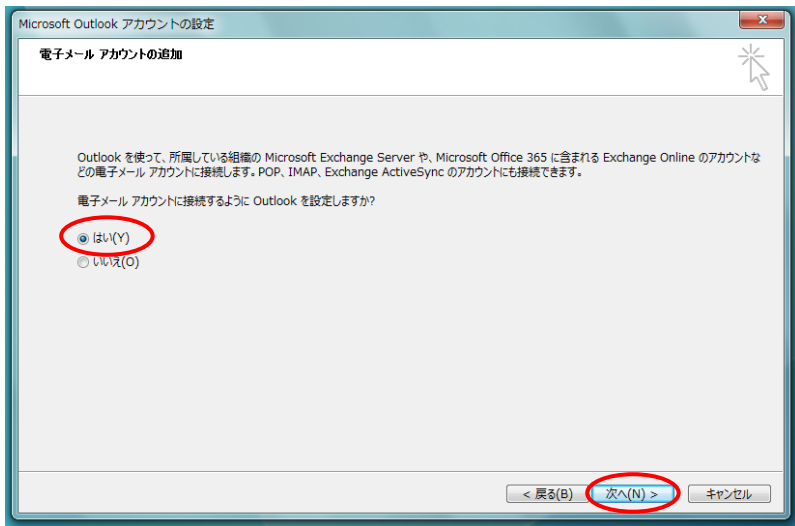 Microsoft Outlook アカウントの設定
電子メール アカウントの追加
Outlook を使って、所属している組織の Microsoft Exchange Server や、Microsoft Office 365 に含まれる Exchange Online のアカウントな
どの電子メール アカウントに接続します。POP、IMAP、Exchange ActiveSync のアカウントにも接続できます。
電子メール アカウントに接続するように Outlook を設定しますか?
はい(Y)
いいえ(O)
< 戻る(B) 次へ(N) > キャンセル